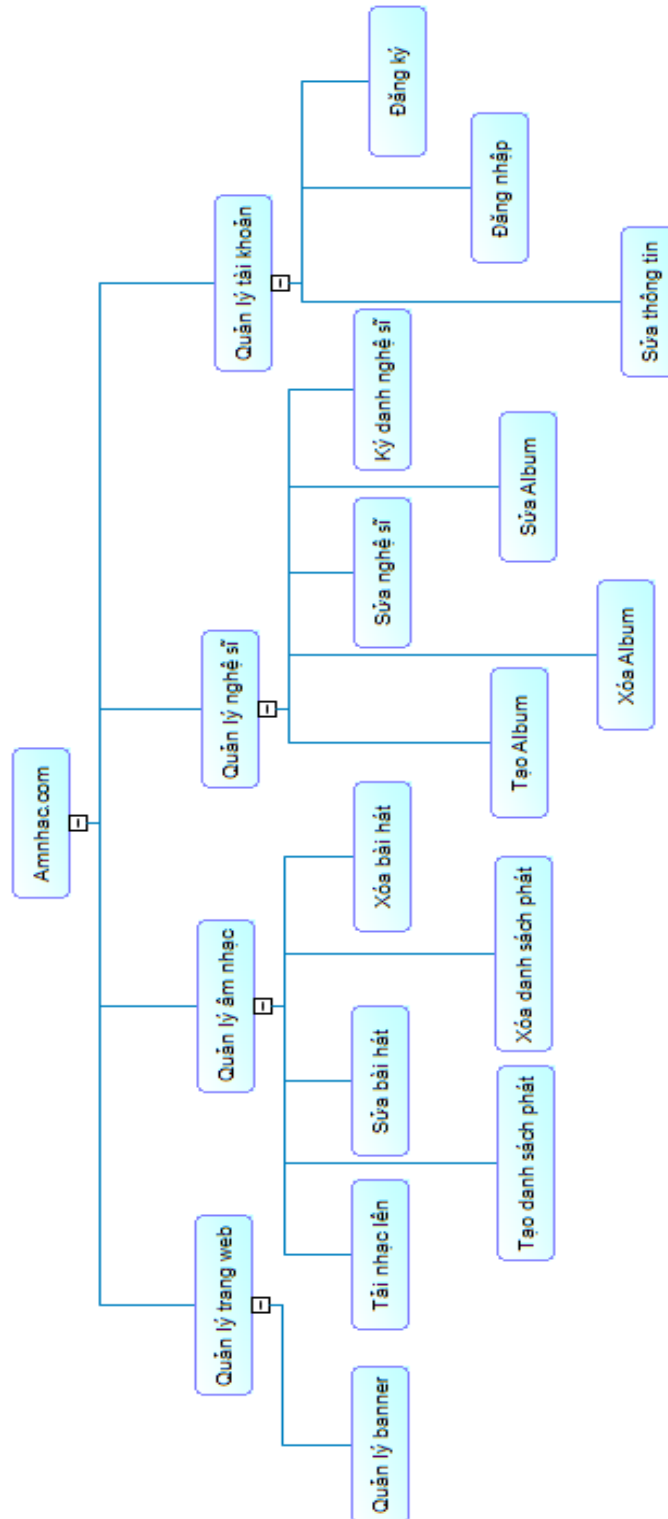 Amnhac.com
Quản lý trang web
Quản lý âm nhạc
Quản lý nghệ sĩ
Quản lý tài khoản
Quản lý banner
Tải nhạc lên
Tạo danh sách phát
Sửa bài hát
Xóa danh sách phát
Xóa bài hát
Tạo Album
Xóa Album
Sửa nghệ sĩ
Sửa Album
Ký danh nghệ sĩ
Sửa thông tin
Đăng nhập
Đăng ký